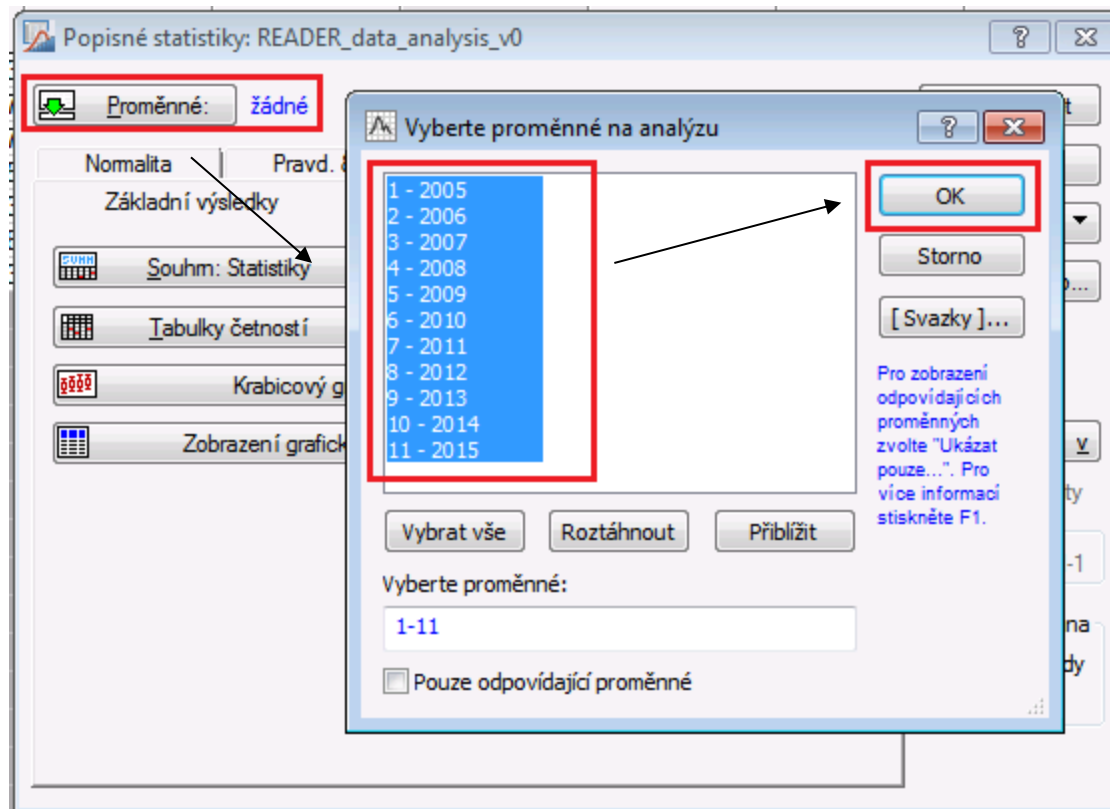 Popisné statistiky: READER_data_analysis_v0
Proměnné: žádné
Normalita Pravd.
Základní výsledky
Souhrn: Statistiky
Tabulky četností
Krabicový
Zobrazení
Vyberte proměnné na analýzu
1 - 2005
2 - 2006
3 - 2007
4 - 2008
5 - 2009
6 - 2010
7 - 2011
8 - 2012
9 - 2013
10 - 2014
11 - 2015
OK
Storno
[ Svazky ]...
Pro zobrazení
odpovídajících
proměnných
zvolte "Ukázat
pouze...". Pro
více informací
stiskněte F1.
Vybrat vše Roztáhnout Přiblížit
Vyberte proměnné:
1-11
Pouze odpovídající proměnné
-1